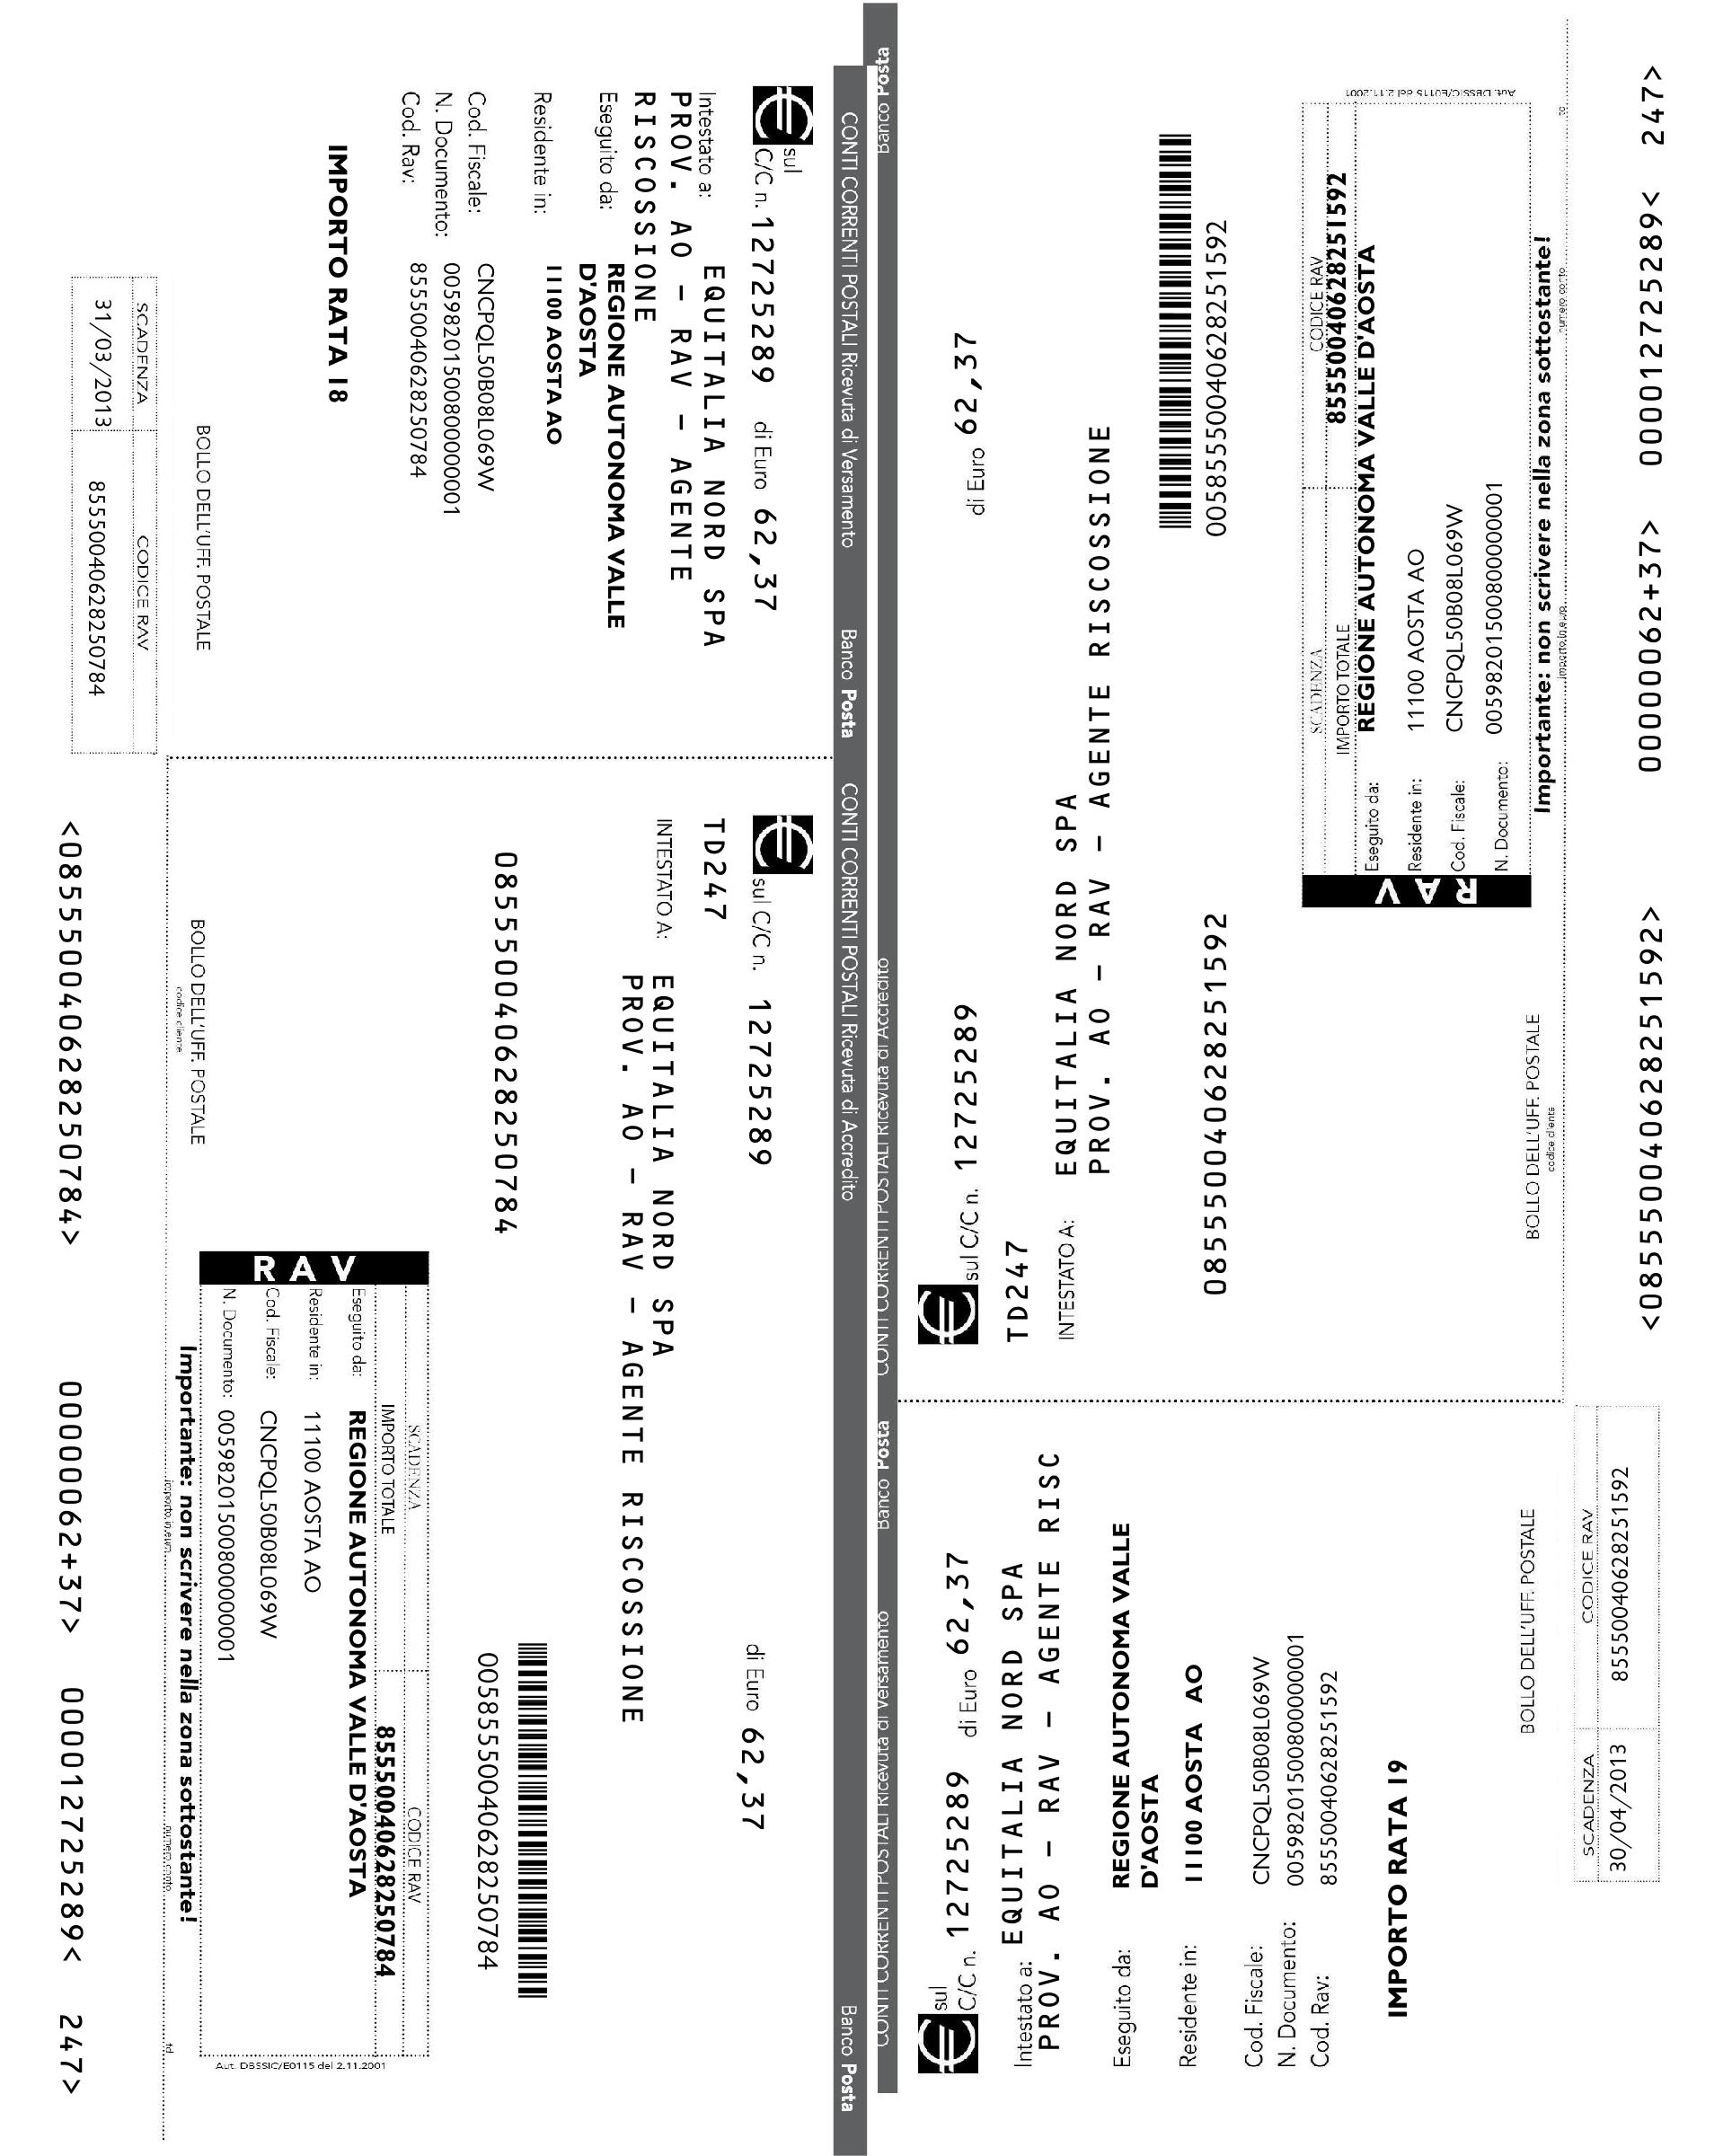 CONTI CORRENTI POSTALI Ricevuta di Versamento
Banco Posta
sul
C/C n. 12725289 di Euro 62,37
Intestato a: EQUITALIA NORD SPA
PROV. AO – RAV – AGENTE
RISCOSSIONE
Eseguito da: REGIONE AUTONOMA VALLE
D'AOSTA
Residente in: 11100 AOSTA AO
Cod. Fiscale: CNCPQL50B08L069W
N. Documento: 00598201500800000001
Cod. Rav: 85550040628250784
IMPORTO RATA 18
BOLLO DELL'UFF. POSTALE
SCADENZA CODICE RAV
31/03/2013 85550040628250784
CONTI CORRENTI POSTALI Ricevuta di Accredito
Banco Posta
sul C/C n. 12725289 di Euro 62,37
TD247
INTESTATO A: EQUITALIA NORD SPA
PROV. AO – RAV – AGENTE RISCOSSIONE
085550040628250784
00585550040628250784
RAV
SCADENZA CODICE RAV
IMPORTO TOTALE 85550040628250784
Eseguito da: REGIONE AUTONOMA VALLE D'AOSTA
Residente in: 11100 AOSTA AO
Cod. Fiscale: CNCPQL50B08L069W
N. Documento: 00598201500800000001
Aut. DBSSIC/E0115 del 2.11.2001
BOLLO DELL'UFF. POSTALE
codice cliente
Importante: non scrivere nella zona sottostante!
importo in euro numero conto td
<085550040628250784> 00000062+37> 000012725289< 247>
CONTI CORRENTI POSTALI Ricevuta di Versamento
Banco Posta
sul
C/C n. 12725289 di Euro 62,37
Intestato a: EQUITALIA NORD SPA
PROV. AO – RAV – AGENTE RISC
Eseguito da: REGIONE AUTONOMA VALLE
D'AOSTA
Residente in: 11100 AOSTA AO
Cod. Fiscale: CNCPQL50B08L069W
N. Documento: 00598201500800000001
Cod. Rav: 85550040628251592
IMPORTO RATA 19
BOLLO DELL'UFF. POSTALE
SCADENZA CODICE RAV
30/04/2013 85550040628251592
CONTI CORRENTI POSTALI Ricevuta di Accredito
Banco Posta
sul C/C n. 12725289 di Euro 62,37
TD247
INTESTATO A: EQUITALIA NORD SPA
PROV. AO – RAV – AGENTE RISCOSSIONE
085550040628251592
00585550040628251592
RAV
SCADENZA CODICE RAV
IMPORTO TOTALE 85550040628251592
Eseguito da: REGIONE AUTONOMA VALLE D'AOSTA
Residente in: 11100 AOSTA AO
Cod. Fiscale: CNCPQL50B08L069W
N. Documento: 00598201500800000001
Aut. DBSSIC/E0115 del 2.11.2001
BOLLO DELL'UFF. POSTALE
codice cliente
Importante: non scrivere nella zona sottostante!
importo in euro numero conto td
<085550040628251592> 00000062+37> 000012725289< 247>